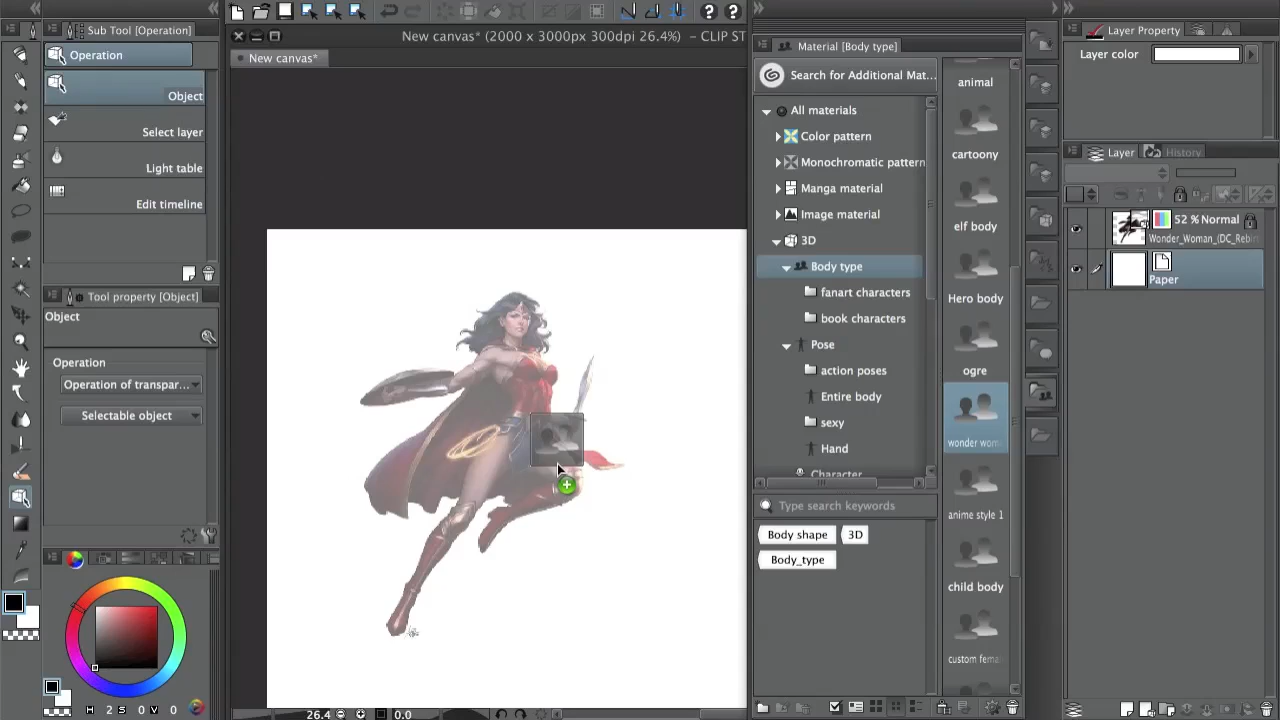 Sub Tool [Operation]
Operation
Object
Select layer
Light table
Edit timeline
Tool property [Object]
Object
Operation
Operation of transpar...
Selectable object
H 2 S 0 V 0
New canvas* (2000 x 3000px 300dpi 26.4%) - CLIP ST
New canvas*
26.4
0.0
Material [Body type]
Search for Additional Mat...
All materials
Color pattern
Monochromatic pattern
Manga material
Image material
3D
Body type
fanart characters
book characters
Pose
action poses
Entire body
sexy
Hand
Character
Type search keywords
Body shape
3D
Body_type
animal
cartoony
elf body
Hero body
ogre
wonder wom
anime style 1
child body
custom fema
Layer Property
Layer color
Layer
History
52 % Normal
Wonder_Woman_(DC_Rebirt
Paper